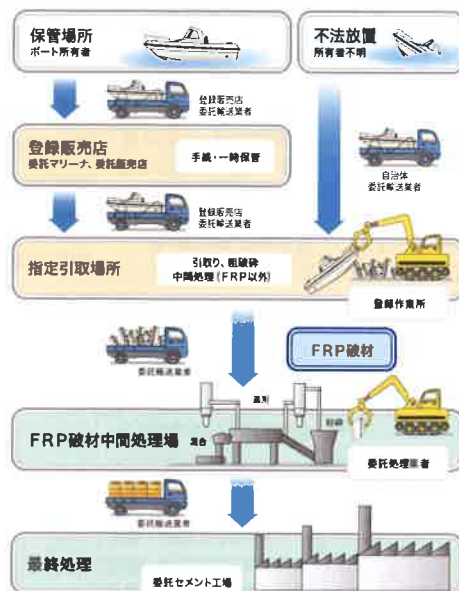 保管場所
ボート所有者
不法放置
所有者不明
登録販売店
委託輸送業者
登録販売店
委託マリーナ、委託販売店
手続・一時保管
自治体
委託輸送業者
登録販売店
委託輸送業者
指定引取場所
引取り、粗破砕
中間処理（FRP以外）
登録作業所
FRP破材
委託輸送業者
選別
粉砕
FRP破材中間処理場
混合
委託処理業者
委託輸送業者
最終処理
委託セメント工場